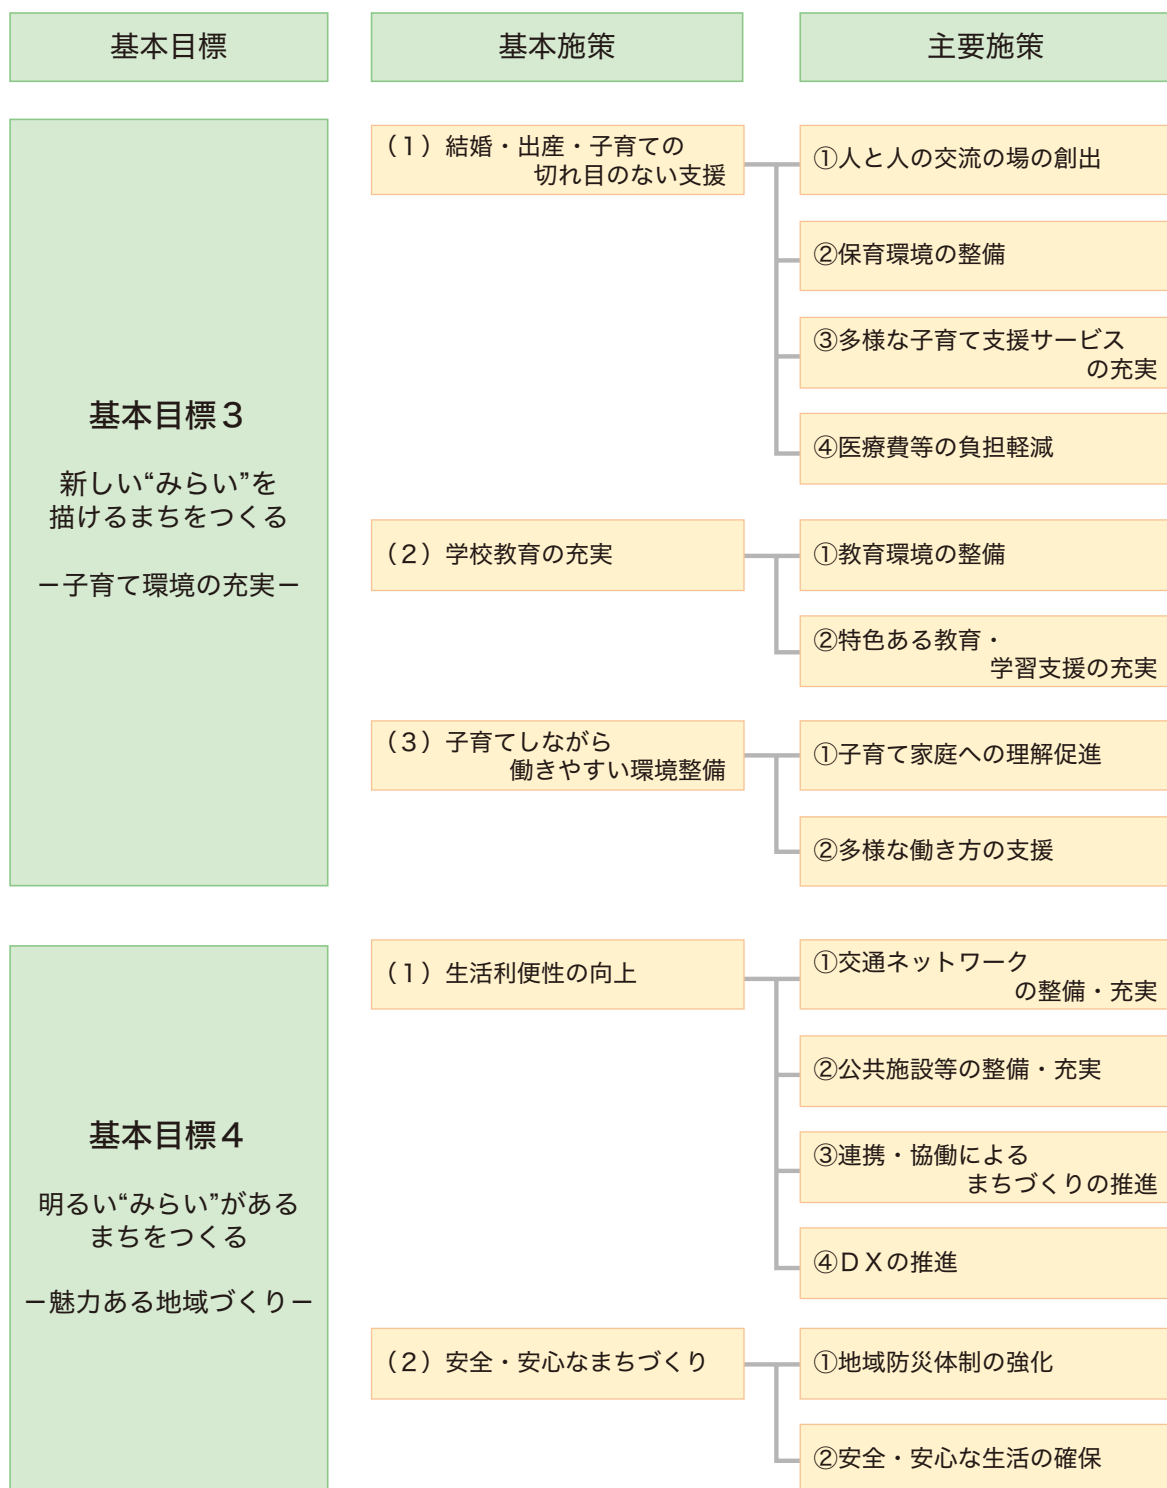 基本目標
基本施策
主要施策
基本目標３
新しい“みらい”を
描けるまちをつくる
ー子育て環境の充実ー
（１）結婚・出産・子育ての
切れ目のない支援
①人と人の交流の場の創出
②保育環境の整備
③多様な子育て支援サービス
の充実
④医療費等の負担軽減
（２）学校教育の充実
①教育環境の整備
②特色ある教育・
学習支援の充実
（３）子育てしながら
働きやすい環境整備
①子育て家庭への理解促進
②多様な働き方の支援
基本目標４
明るい“みらい”がある
まちをつくる
ー魅力ある地域づくりー
（１）生活利便性の向上
①交通ネットワーク
の整備・充実
②公共施設等の整備・充実
③連携・協働による
まちづくりの推進
④ＤＸの推進
（２）安全・安心なまちづくり
①地域防災体制の強化
②安全・安心な生活の確保